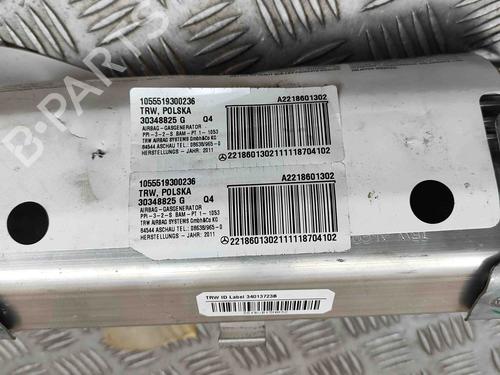 B-Parts
1055519300236
A2218601302
TRW, POLSKA
30348825 G Q4
AIRBAG-GASGENERATOR
PPI-3-2-S BAM-PT 1-1053
TRW AIRBAG SYSTEMS GmbH&Co KG
84544 ASCHAU TEL: 08638/965-0
HERSTELLUNGS - JAHR: 2011
2218601302111118704102
1055519300236
A2218601302
TRW, POLSKA
30348825 G Q4
AIRBAG-GASGENERATOR
PPI-3-2-S BAM-PT 1-1053
TRW AIRBAG SYSTEMS GmbH&Co KG
84544 ASCHAU TEL: 08638/965-0
HERSTELLUNGS - JAHR: 2011
2218601302111118704102
TRW ID Label 340137238